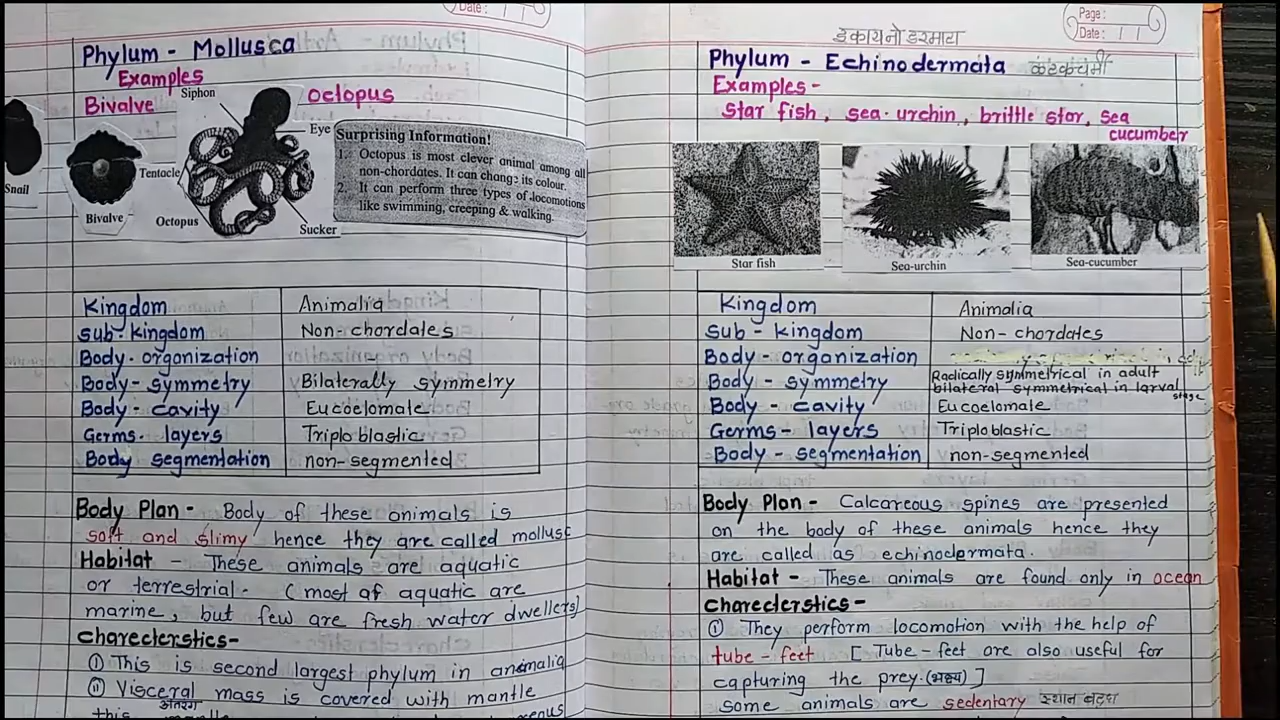 Date :
Phylum - Mollusca
Examples
Bivalve
Siphon
octopus
Eye
Tentacle
Snail
Bivalve
Octopus
Sucker
Surprising Information!
1. Octopus is most clever animal among all
non-chordates. It can change its colour.
2. It can perform three types of locomotions
like swimming, creeping & walking.
Kingdom Animalia
Sub-kingdom Non-chordates
Body-organization -
Body-symmetry Bilaterally symmetry
Body-cavity Eucoelomate
Germs-layers Triploblastic
Body segmentation non-segmented
Body Plan - Body of these animals is
soft and slimy hence they are called mollusc
Habitat - These animals are aquatic
or terrestrial. (most of aquatic are
marine, but few are fresh water dwellers)
Charecterstics-
① This is second largest phylum in animalia
② Visceral mass is covered with mantle
अंतरंग
Page :
Date :
इकायनो डरमाटा
Phylum - Echinodermata कंटकचर्मी
Examples-
Star fish, sea-urchin, brittle star, sea
cucumber
Star fish
Sea-urchin
Sea-cucumber
Kingdom Animalia
Sub-kingdom Non-chordates
Body-organization
Body-symmetry Radically symmetrical in adult
bilateral symmetrical in larval
stage
Body-cavity Eucoelomate
Germs-layers Triploblastic
Body-segmentation non-segmented
Body Plan - Calcareous spines are presented
on the body of these animals hence they
are called as echinodermata.
Habitat - These animals are found only in ocean
Charecterstics-
① They perform locomotion with the help of
tube-feet [Tube-feet are also useful for
capturing the prey.(भक्ष्य)]
some animals are sedentary स्थानबद्ध